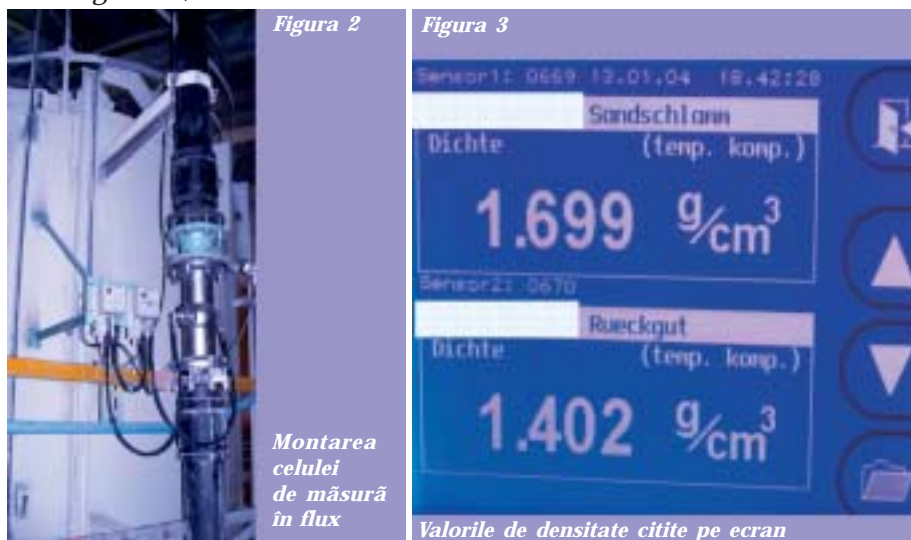 Figura 2
Montarea
celulei
de mãsurã
în flux
Figura 3
Sensor1: 0669 13.01.04 18.42:28
Sandschlamm
Dichte (temp. komp.)
1.699 g/cm³
Sensor2: 0670
Rueckgut
Dichte (temp. komp.)
1.402 g/cm³
Valorile de densitate citite pe ecran